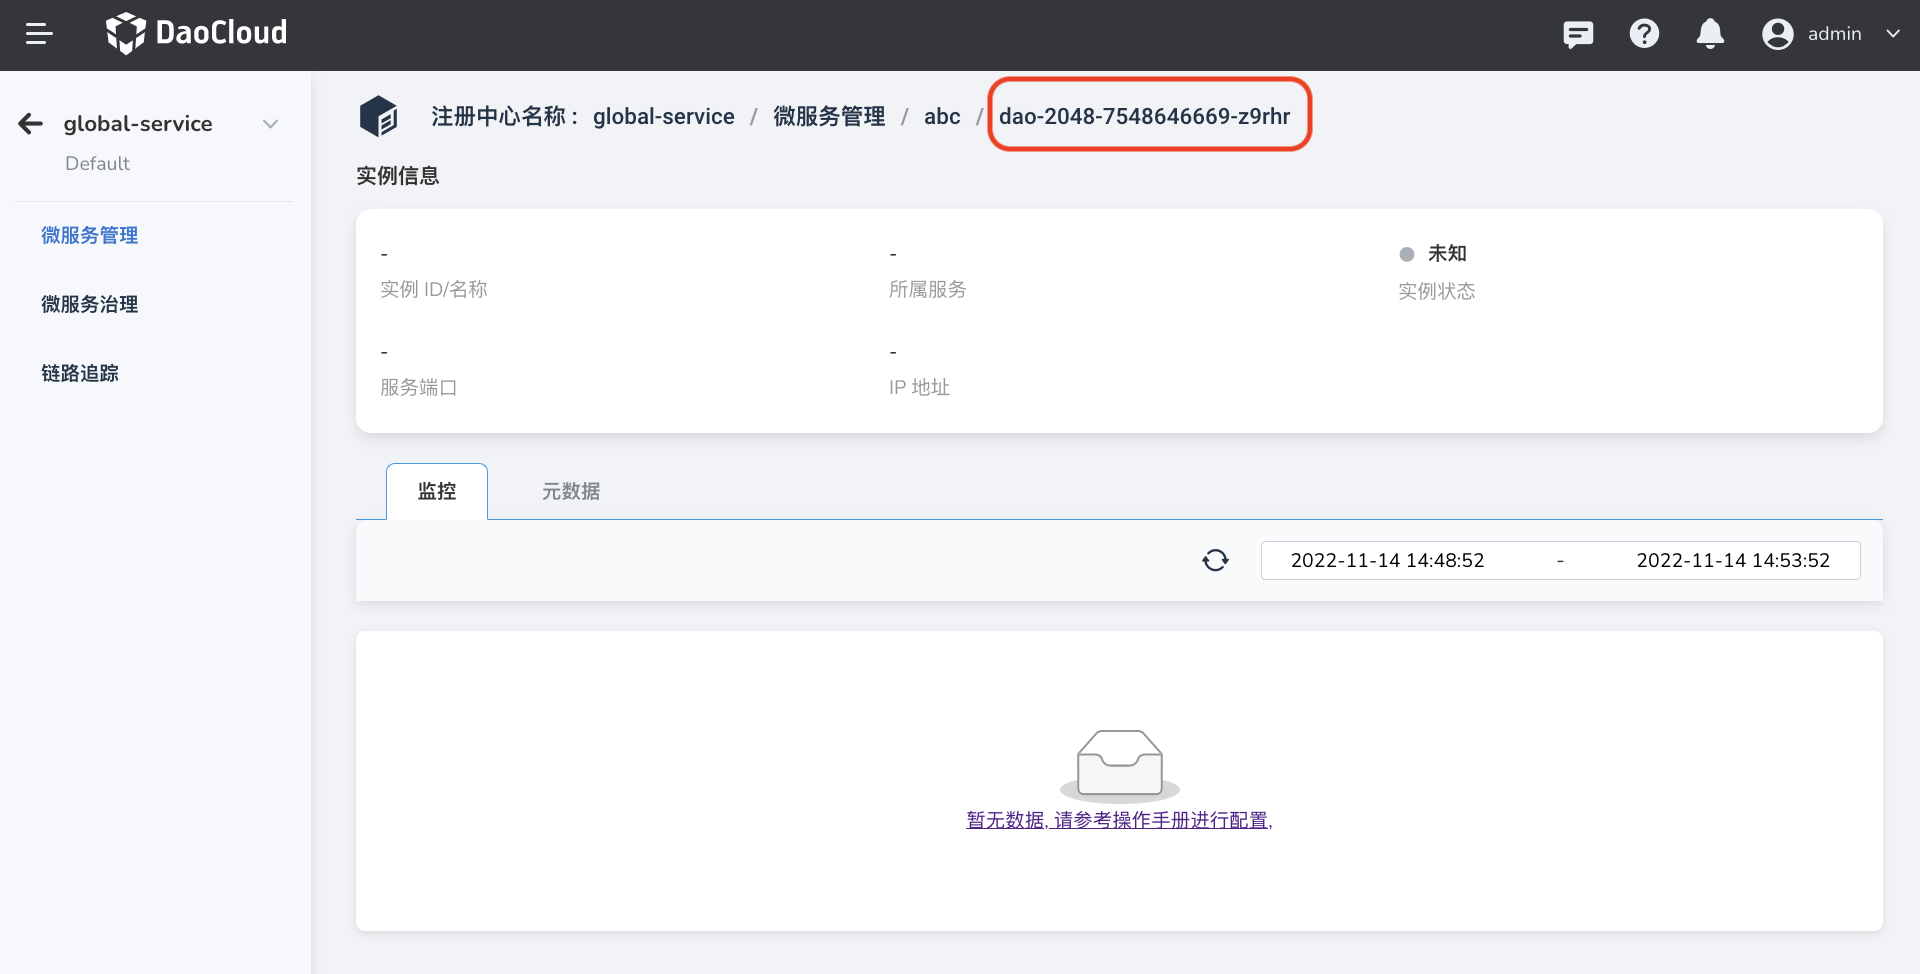 DaoCloud
admin
global-service
Default
微服务管理
微服务治理
链路追踪
注册中心名称： global-service / 微服务管理 / abc / dao-2048-7548646669-z9rhr
实例信息
- - 未知
实例 ID/名称 所属服务 实例状态
- -
服务端口 IP 地址
监控 元数据
2022-11-14 14:48:52 - 2022-11-14 14:53:52
暂无数据, 请参考操作手册进行配置,